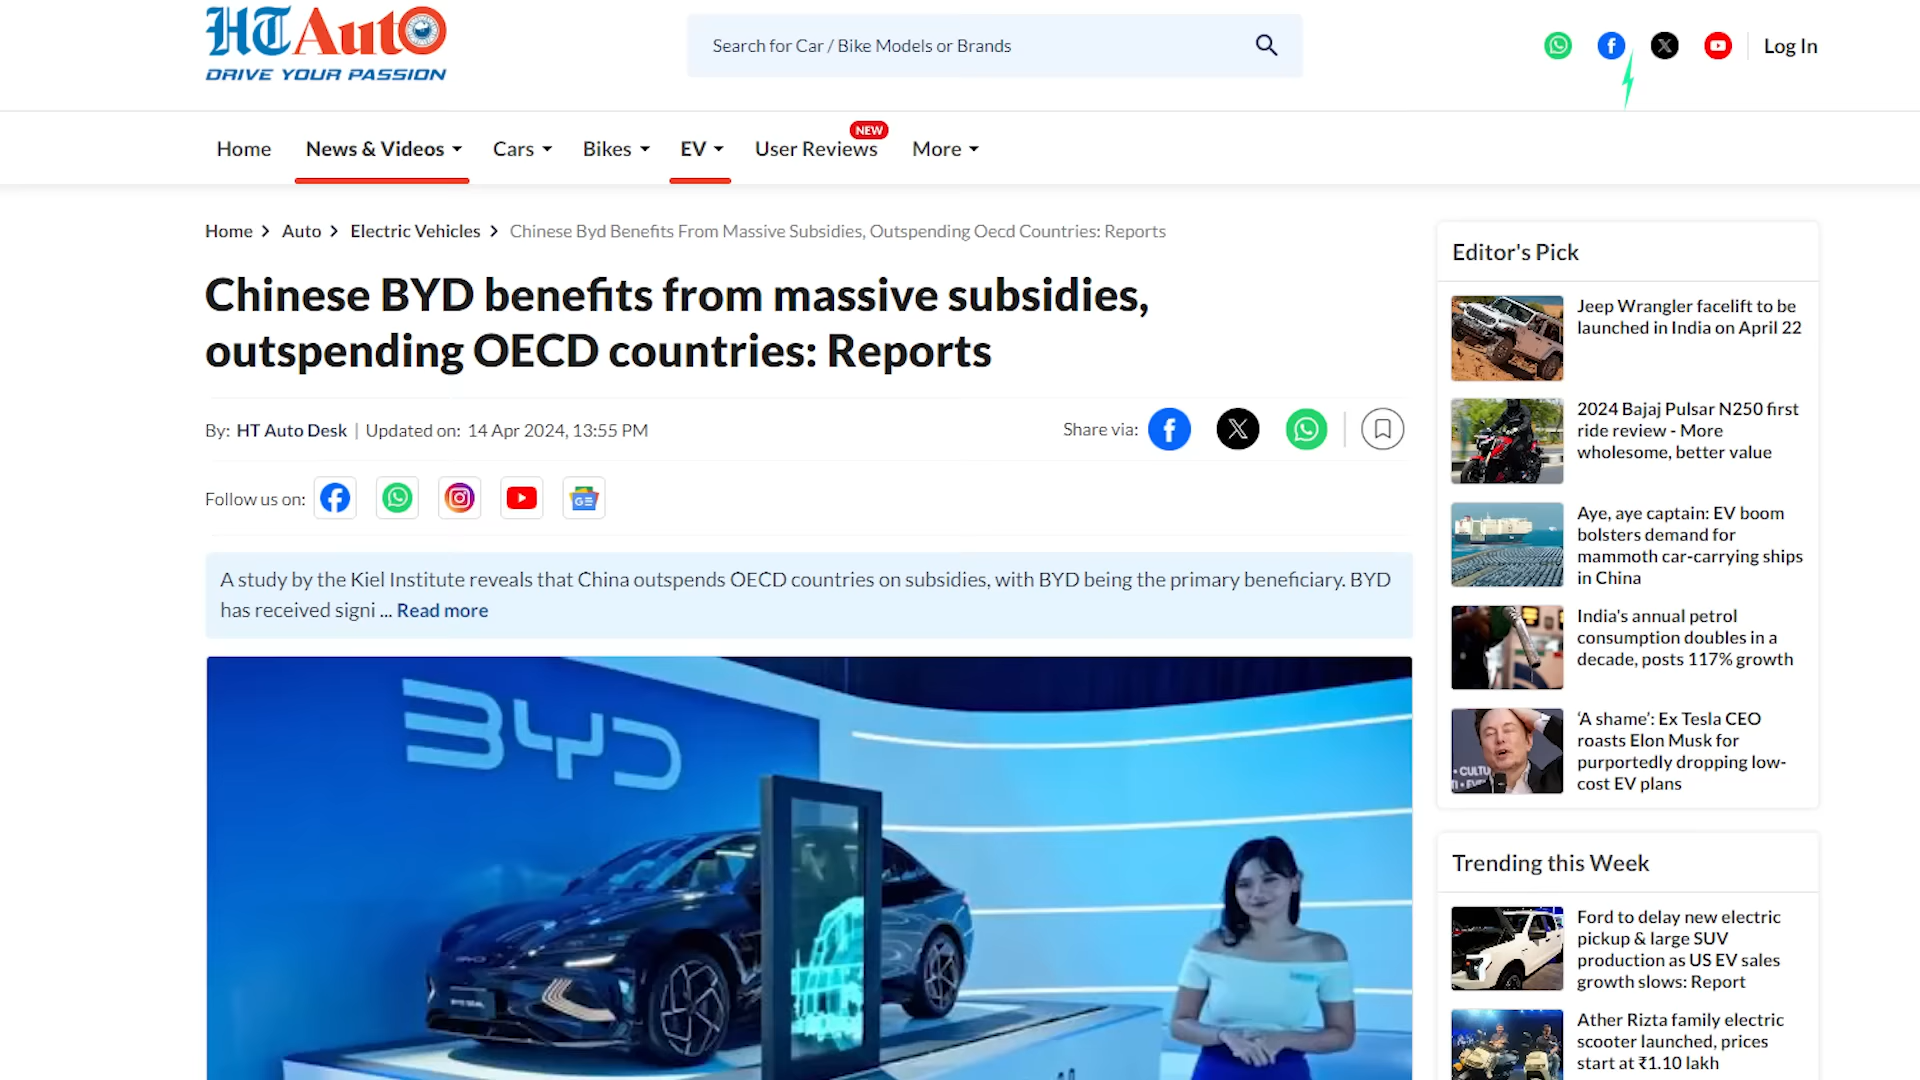 HT Auto
DRIVE YOUR PASSION
Search for Car / Bike Models or Brands
Log In
Home
News & Videos
Cars
Bikes
EV
User Reviews
NEW
More
Home > Auto > Electric Vehicles > Chinese Byd Benefits From Massive Subsidies, Outspending Oecd Countries: Reports
Chinese BYD benefits from massive subsidies,
outspending OECD countries: Reports
By: HT Auto Desk | Updated on: 14 Apr 2024, 13:55 PM
Share via:
Follow us on:
A study by the Kiel Institute reveals that China outspends OECD countries on subsidies, with BYD being the primary beneficiary. BYD
has received signi ... Read more
BYD
BYD SEAL
Editor's Pick
Jeep Wrangler facelift to be
launched in India on April 22
2024 Bajaj Pulsar N250 first
ride review - More
wholesome, better value
Aye, aye captain: EV boom
bolsters demand for
mammoth car-carrying ships
in China
India's annual petrol
consumption doubles in a
decade, posts 117% growth
‘A shame’: Ex Tesla CEO
roasts Elon Musk for
purportedly dropping low-
cost EV plans
Trending this Week
Ford to delay new electric
pickup & large SUV
production as US EV sales
growth slows: Report
Ather Rizta family electric
scooter launched, prices
start at ₹1.10 lakh